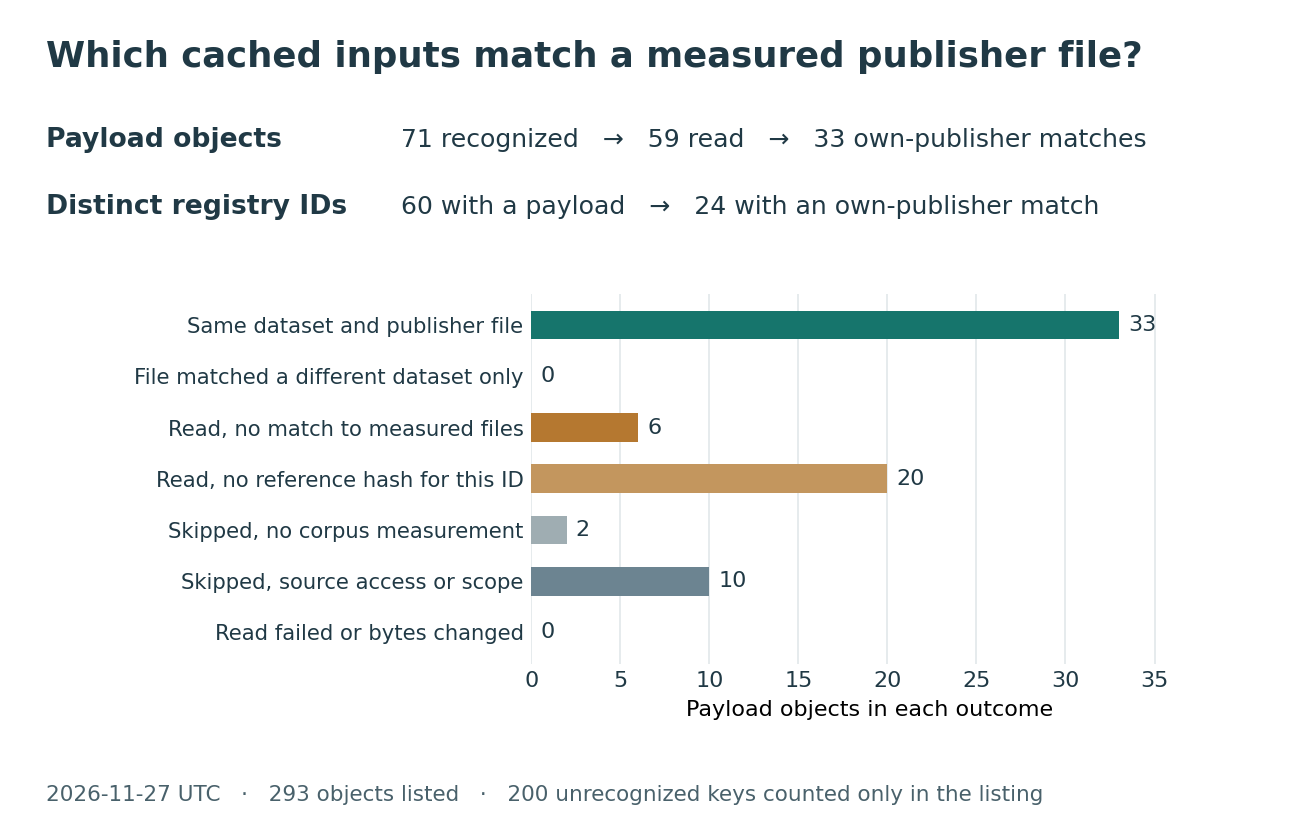 Which cached inputs match a measured publisher file?
Payload objects 71 recognized → 59 read → 33 own-publisher matches
Distinct registry IDs 60 with a payload → 24 with an own-publisher match
Same dataset and publisher file 33
File matched a different dataset only 0
Read, no match to measured files 6
Read, no reference hash for this ID 20
Skipped, no corpus measurement 2
Skipped, source access or scope 10
Read failed or bytes changed 0
0 5 10 15 20 25 30 35
Payload objects in each outcome
2026-11-27 UTC · 293 objects listed · 200 unrecognized keys counted only in the listing